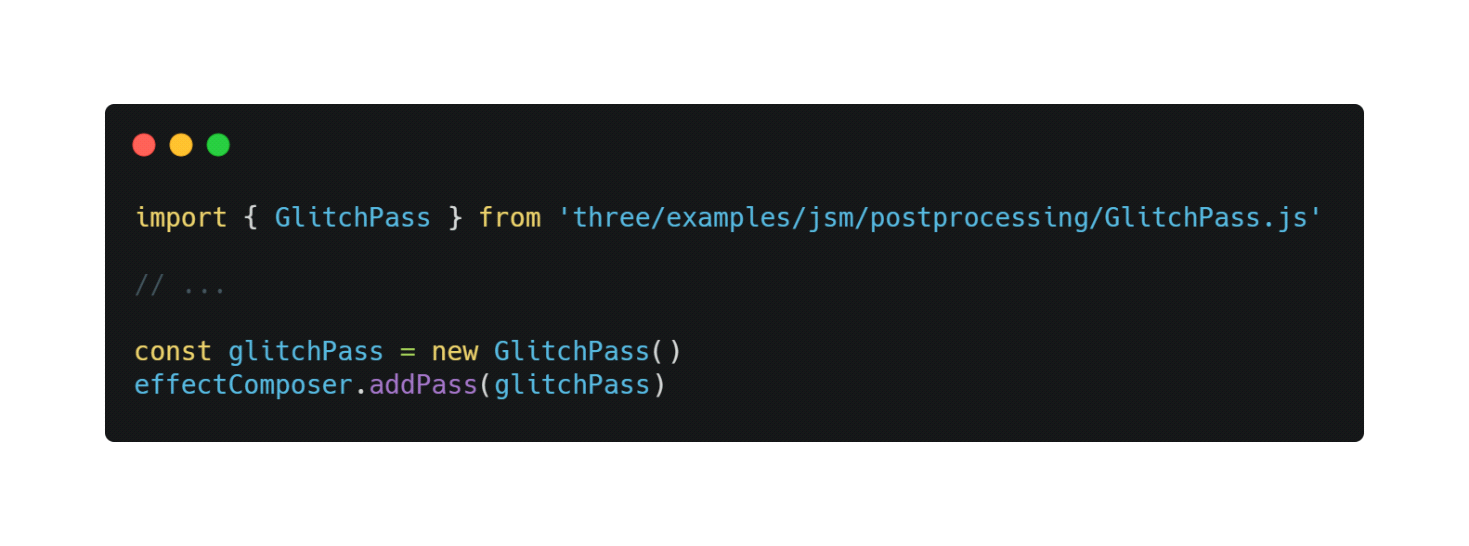 import { GlitchPass } from 'three/examples/jsm/postprocessing/GlitchPass.js'
// ...
const glitchPass = new GlitchPass()
effectComposer.addPass(glitchPass)